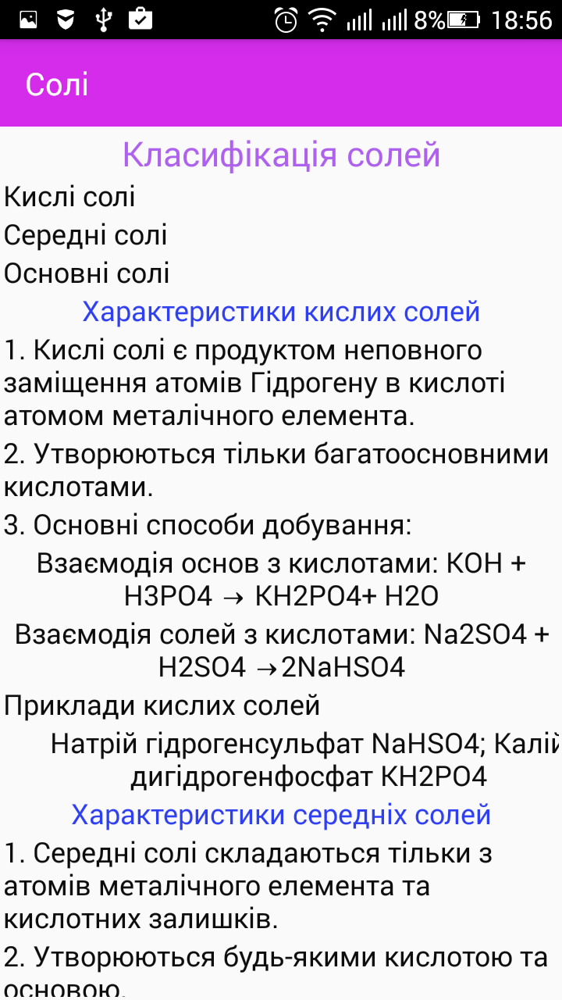 8% 18:56
Солі
Класифікація солей
Кислі солі
Середні солі
Основні солі
Характеристики кислих солей
1. Кислі солі є продуктом неповного
заміщення атомів Гідрогену в кислоті
атомом металічного елемента.
2. Утворюються тільки багатоосновними
кислотами.
3. Основні способи добування:
Взаємодія основ з кислотами: KOH +
H3PO4 → KH2PO4+ H2O
Взаємодія солей з кислотами: Na2SO4 +
H2SO4 →2NaHSO4
Приклади кислих солей
Натрій гідрогенсульфат NaHSO4; Калій
дигідрогенфосфат KH2PO4
Характеристики середніх солей
1. Середні солі складаються тільки з
атомів металічного елемента та
кислотних залишків.
2. Утворюються будь-якими кислотою та
основою.